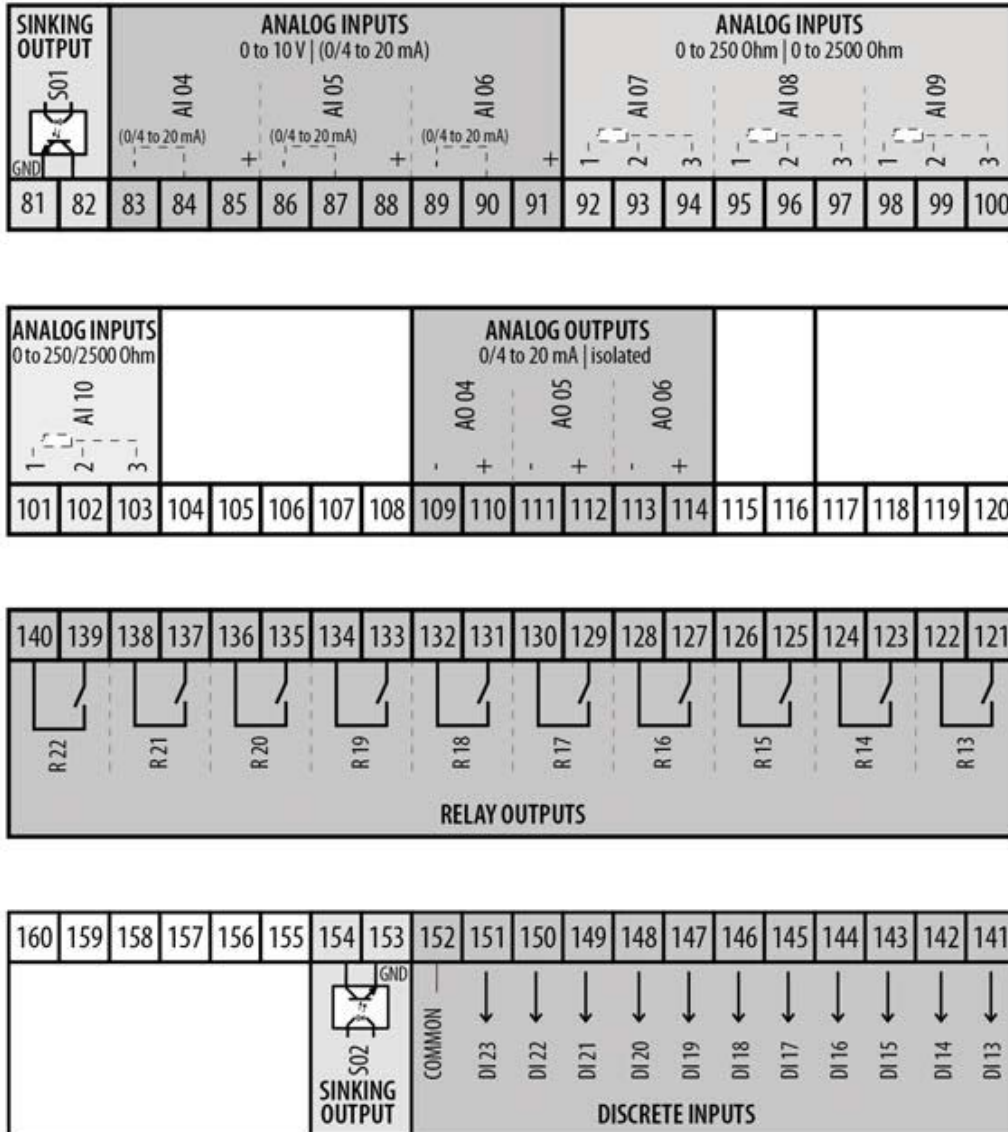 SINKING OUTPUT
S01
GND
ANALOG INPUTS
0 to 10 V | (0/4 to 20 mA)
AI 04 AI 05 AI 06
(0/4 to 20 mA) (0/4 to 20 mA) (0/4 to 20 mA)
- + - + - +
ANALOG INPUTS
0 to 250 Ohm | 0 to 2500 Ohm
AI 07 AI 08 AI 09
1 2 3 1 2 3 1 2 3
81 82 83 84 85 86 87 88 89 90 91 92 93 94 95 96 97 98 99 100
ANALOG INPUTS
0 to 250/2500 Ohm
AI 10
1 2 3
ANALOG OUTPUTS
0/4 to 20 mA | isolated
AO 04 AO 05 AO 06
- + - + - +
101 102 103 104 105 106 107 108 109 110 111 112 113 114 115 116 117 118 119 120
140 139 138 137 136 135 134 133 132 131 130 129 128 127 126 125 124 123 122 121
R 22 R 21 R 20 R 19 R 18 R 17 R 16 R 15 R 14 R 13
RELAY OUTPUTS
160 159 158 157 156 155 154 153 152 151 150 149 148 147 146 145 144 143 142 141
GND
S02
SINKING OUTPUT
COMMON DI 23 DI 22 DI 21 DI 20 DI 19 DI 18 DI 17 DI 16 DI 15 DI 14 DI 13
DISCRETE INPUTS